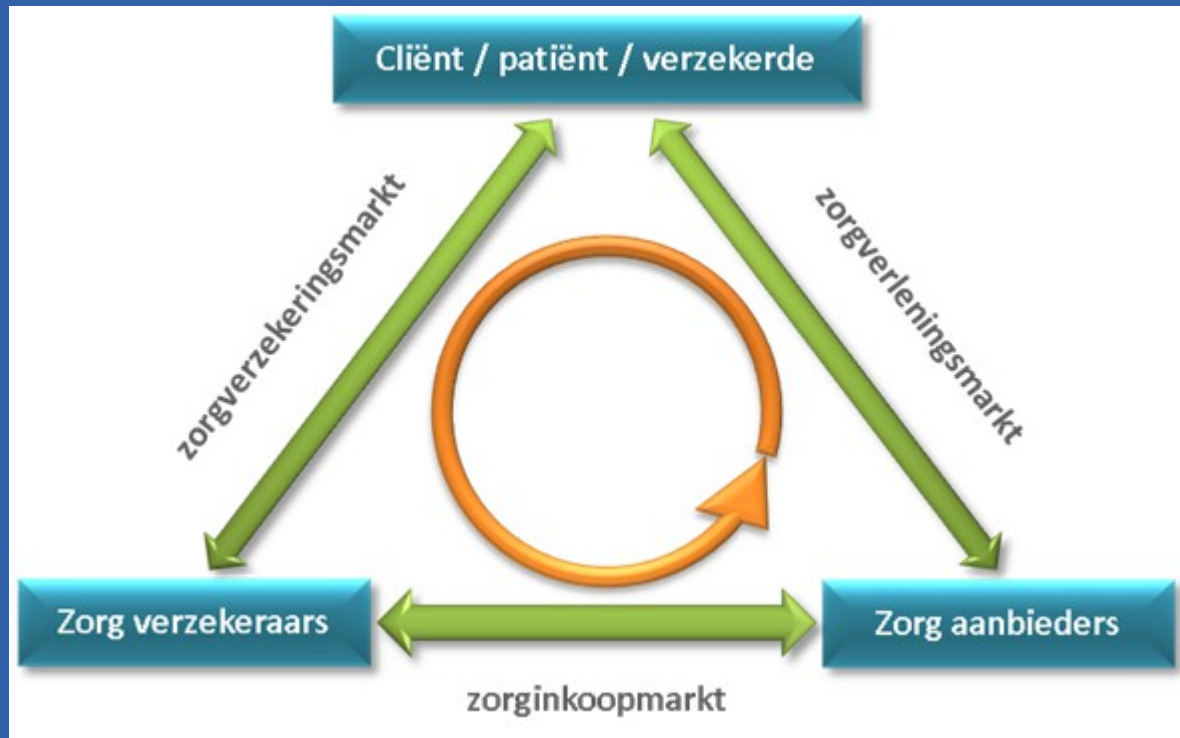 Cliënt / patiënt / verzekerde
zorgverzekeringsmarkt
zorgverleningsmarkt
Zorg verzekeraars
Zorg aanbieders
zorginkoopmarkt